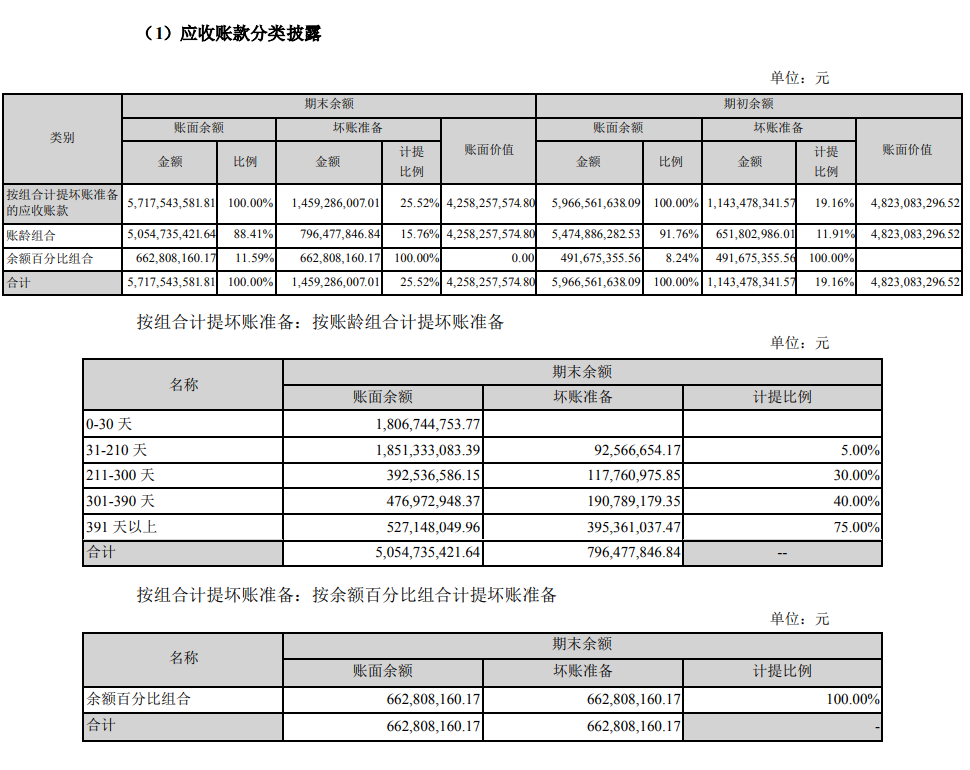 （1）应收账款分类披露
单位：元
类别 期末余额 期初余额
账面余额 坏账准备 账面价值 账面余额 坏账准备 账面价值
金额 比例 金额 计提比例 金额 比例 金额 计提比例
按组合计提坏账准备的应收账款 5,717,543,581.81 100.00% 1,459,286,007.01 25.52% 4,258,257,574.80 5,966,561,638.09 100.00% 1,143,478,341.57 19.16% 4,823,083,296.52
账龄组合 5,054,735,421.64 88.41% 796,477,846.84 15.76% 4,258,257,574.80 5,474,886,282.53 91.76% 651,802,986.01 11.91% 4,823,083,296.52
余额百分比组合 662,808,160.17 11.59% 662,808,160.17 100.00% 0.00 491,675,355.56 8.24% 491,675,355.56 100.00%
合计 5,717,543,581.81 100.00% 1,459,286,007.01 25.52% 4,258,257,574.80 5,966,561,638.09 100.00% 1,143,478,341.57 19.16% 4,823,083,296.52
按组合计提坏账准备：按账龄组合计提坏账准备
单位：元
名称 期末余额
账面余额 坏账准备 计提比例
0-30 天 1,806,744,753.77
31-210 天 1,851,333,083.39 92,566,654.17 5.00%
211-300 天 392,536,586.15 117,760,975.85 30.00%
301-390 天 476,972,948.37 190,789,179.35 40.00%
391 天以上 527,148,049.96 395,361,037.47 75.00%
合计 5,054,735,421.64 796,477,846.84 --
按组合计提坏账准备：按余额百分比组合计提坏账准备
单位：元
名称 期末余额
账面余额 坏账准备 计提比例
余额百分比组合 662,808,160.17 662,808,160.17 100.00%
合计 662,808,160.17 662,808,160.17 -